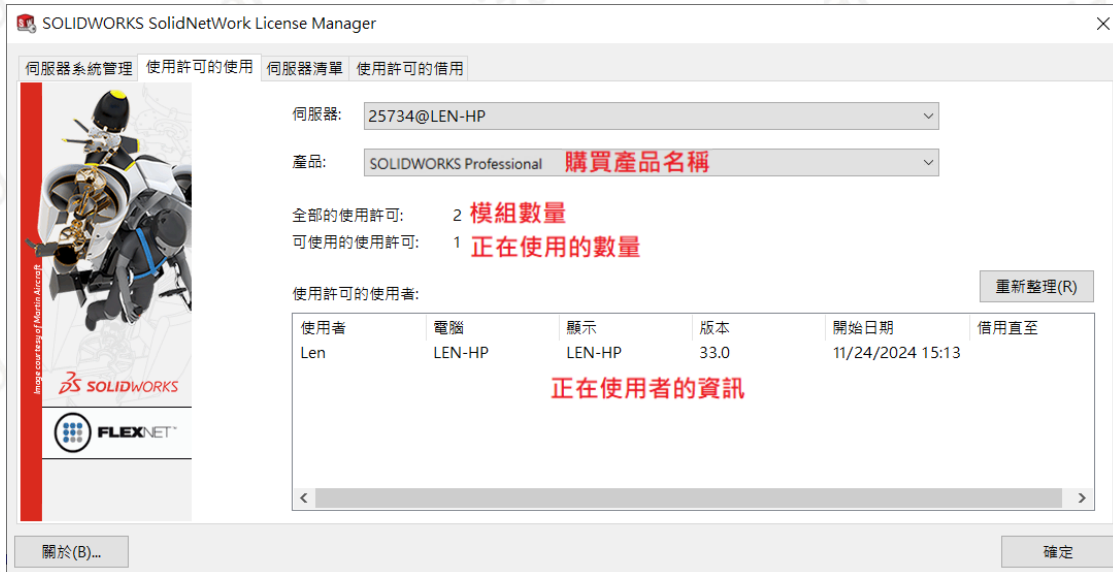 SOLIDWORKS SolidNetWork License Manager
伺服器系統管理 使用許可的使用 伺服器清單 使用許可的借用
伺服器: 25734@LEN-HP
產品: SOLIDWORKS Professional 購買產品名稱
全部的使用許可: 2 模組數量
可使用的使用許可: 1 正在使用的數量
重新整理(R)
使用許可的使用者:
使用者 電腦 顯示 版本 開始日期 借用直至
Len LEN-HP LEN-HP 33.0 11/24/2024 15:13
正在使用者的資訊
Image courtesy of Martin Aircraft
SOLIDWORKS
FLEXNET™
關於(B)... 確定